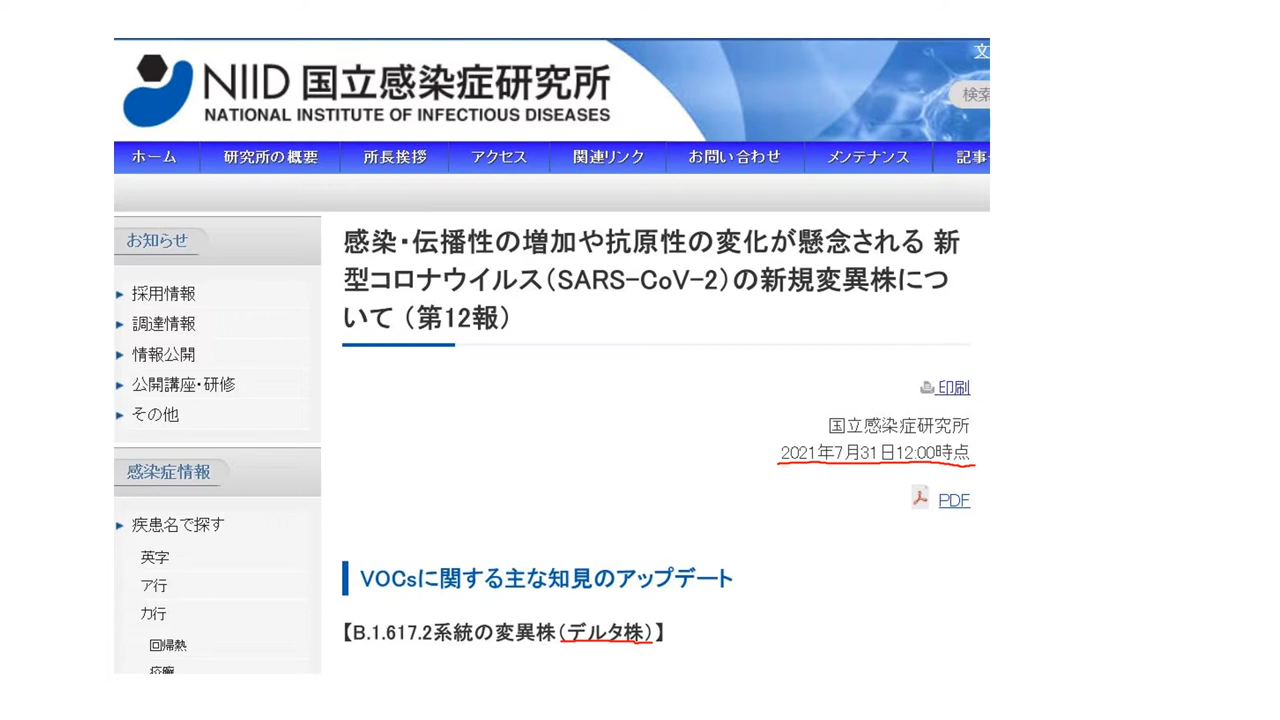 文
NIID 国立感染症研究所
NATIONAL INSTITUTE OF INFECTIOUS DISEASES
検索
ホーム 研究所の概要 所長挨拶 アクセス 関連リンク お問い合わせ メンテナンス 記事
お知らせ
採用情報
調達情報
情報公開
公開講座・研修
その他
感染症情報
疾患名で探す
英字
ア行
カ行
回帰熱
感染・伝播性の増加や抗原性の変化が懸念される 新
型コロナウイルス(SARS-CoV-2)の新規変異株につ
いて (第12報)
印刷
国立感染症研究所
2021年7月31日12:00時点
PDF
VOCsに関する主な知見のアップデート
【B.1.617.2系統の変異株(デルタ株)】